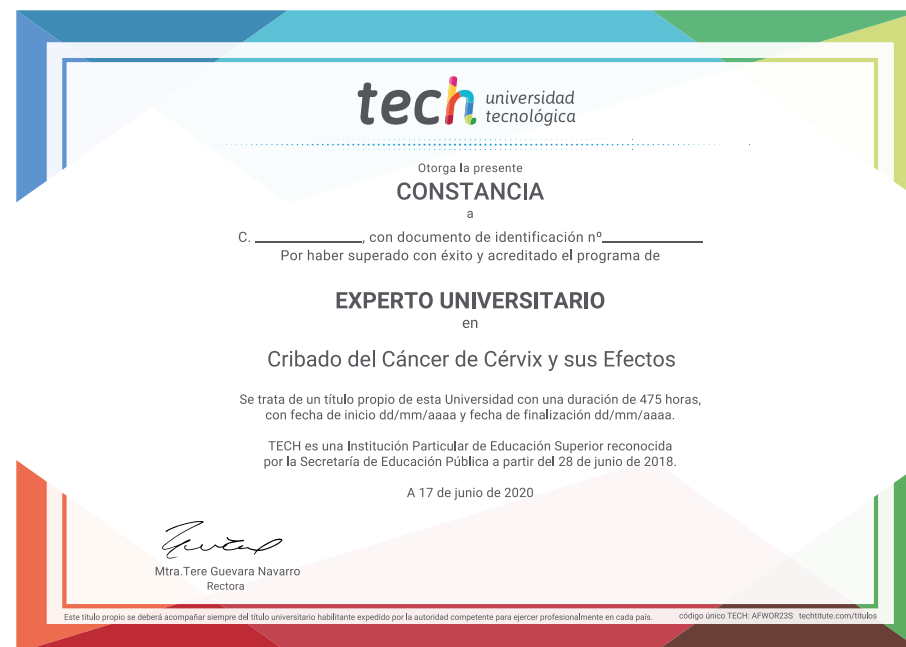 tech universidad
tecnológica
Otorga la presente
CONSTANCIA
a
C. ____________, con documento de identificación nº____________
Por haber superado con éxito y acreditado el programa de
EXPERTO UNIVERSITARIO
en
Cribado del Cáncer de Cérvix y sus Efectos
Se trata de un título propio de esta Universidad con una duración de 475 horas,
con fecha de inicio dd/mm/aaaa y fecha de finalización dd/mm/aaaa.
TECH es una Institución Particular de Educación Superior reconocida
por la Secretaría de Educación Pública a partir del 28 de junio de 2018.
A 17 de junio de 2020
Mtra.Tere Guevara Navarro
Rectora
Este título propio se deberá acompañar siempre del título universitario habilitante expedido por la autoridad competente para ejercer profesionalmente en cada país. código único TECH: AFWOR23S techtitute.com/titulos